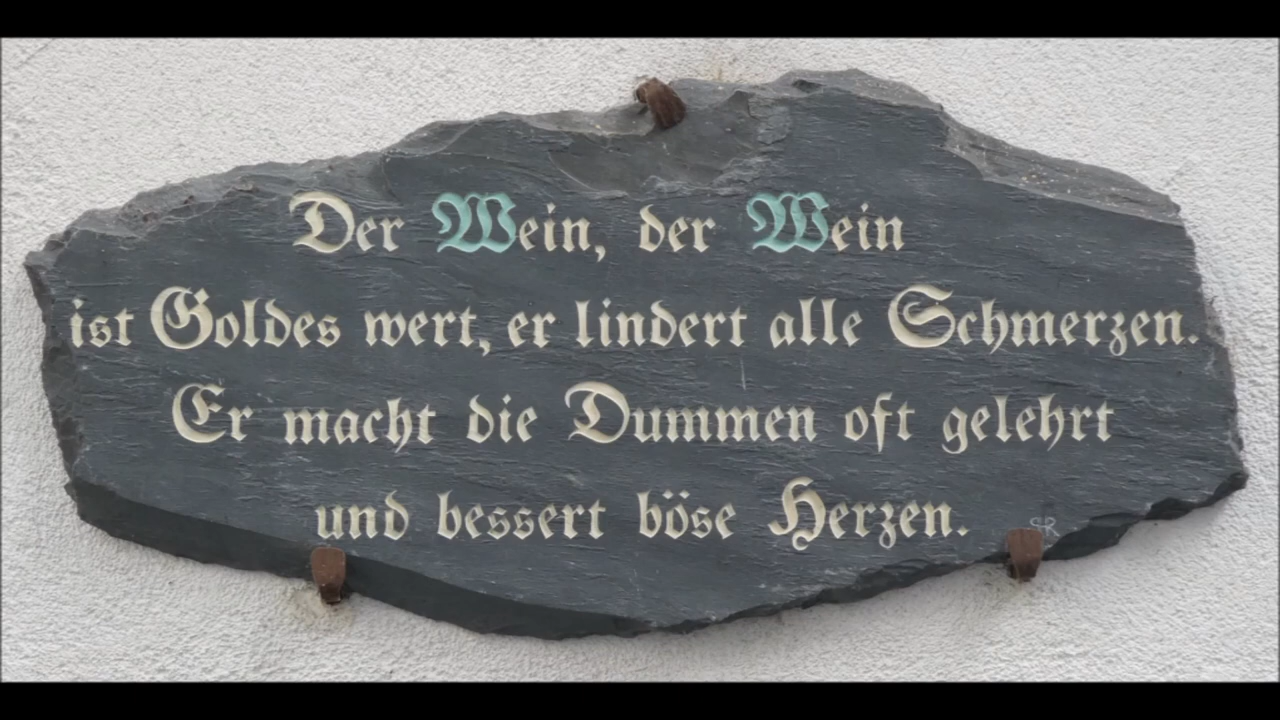 Der Wein, der Wein
ist Goldes wert, er lindert alle Schmerzen.
Er macht die Dummen oft gelehrt
und bessert böse Herzen.
SR